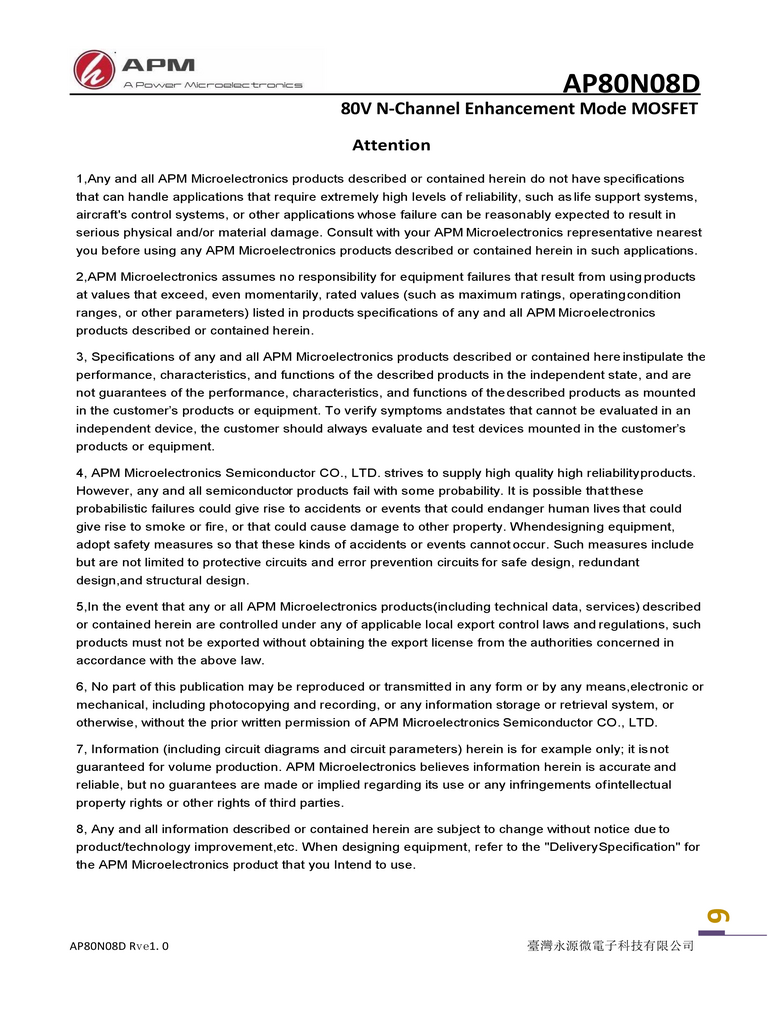 APM
A Power Microelectronics
AP80N08D
80V N-Channel Enhancement Mode MOSFET
Attention
1,Any and all APM Microelectronics products described or contained herein do not have specifications
that can handle applications that require extremely high levels of reliability, such as life support systems,
aircraft's control systems, or other applications whose failure can be reasonably expected to result in
serious physical and/or material damage. Consult with your APM Microelectronics representative nearest
you before using any APM Microelectronics products described or contained herein in such applications.
2,APM Microelectronics assumes no responsibility for equipment failures that result from using products
at values that exceed, even momentarily, rated values (such as maximum ratings, operating condition
ranges, or other parameters) listed in products specifications of any and all APM Microelectronics
products described or contained herein.
3, Specifications of any and all APM Microelectronics products described or contained here instipulate the
performance, characteristics, and functions of the described products in the independent state, and are
not guarantees of the performance, characteristics, and functions of the described products as mounted
in the customer's products or equipment. To verify symptoms andstates that cannot be evaluated in an
independent device, the customer should always evaluate and test devices mounted in the customer's
products or equipment.
4, APM Microelectronics Semiconductor CO., LTD. strives to supply high quality high reliability products.
However, any and all semiconductor products fail with some probability. It is possible that these
probabilistic failures could give rise to accidents or events that could endanger human lives that could
give rise to smoke or fire, or that could cause damage to other property. Whendesigning equipment,
adopt safety measures so that these kinds of accidents or events cannot occur. Such measures include
but are not limited to protective circuits and error prevention circuits for safe design, redundant
design,and structural design.
5,In the event that any or all APM Microelectronics products(including technical data, services) described
or contained herein are controlled under any of applicable local export control laws and regulations, such
products must not be exported without obtaining the export license from the authorities concerned in
accordance with the above law.
6, No part of this publication may be reproduced or transmitted in any form or by any means,electronic or
mechanical, including photocopying and recording, or any information storage or retrieval system, or
otherwise, without the prior written permission of APM Microelectronics Semiconductor CO., LTD.
7, Information (including circuit diagrams and circuit parameters) herein is for example only; it is not
guaranteed for volume production. APM Microelectronics believes information herein is accurate and
reliable, but no guarantees are made or implied regarding its use or any infringements of intellectual
property rights or other rights of third parties.
8, Any and all information described or contained herein are subject to change without notice due to
product/technology improvement,etc. When designing equipment, refer to the "Delivery Specification" for
the APM Microelectronics product that you Intend to use.
9
AP80N08D Rve1. 0
臺灣永源微電子科技有限公司